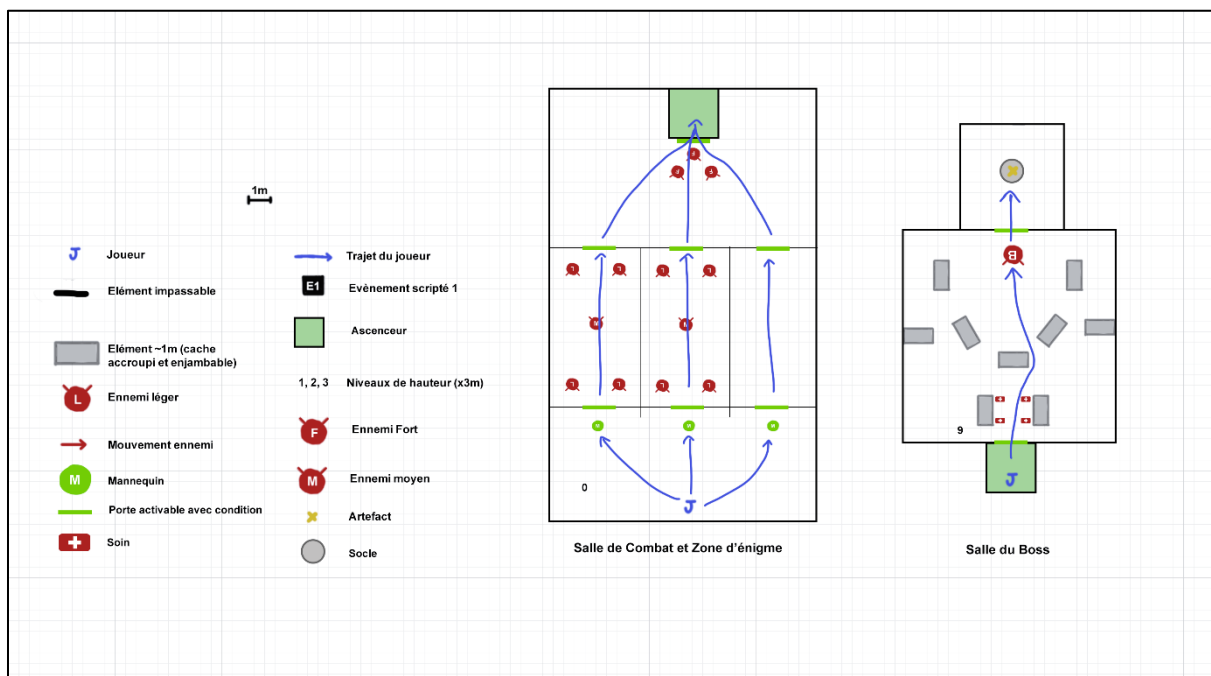 1m
J
Joueur
Elément impassable
Elément ~1m (cache
accroupi et enjambable)
L
Ennemi léger
Mouvement ennemi
M
Mannequin
Porte activable avec condition
Soin
Trajet du joueur
E1
Evènement scripté 1
Ascenceur
1, 2, 3
Niveaux de hauteur (x3m)
F
Ennemi Fort
M
Ennemi moyen
Artefact
Socle
F
F
F
L
L
L
L
M
M
L
L
L
L
M
M
M
0
J
Salle de Combat et Zone d'énigme
B
9
J
Salle du Boss